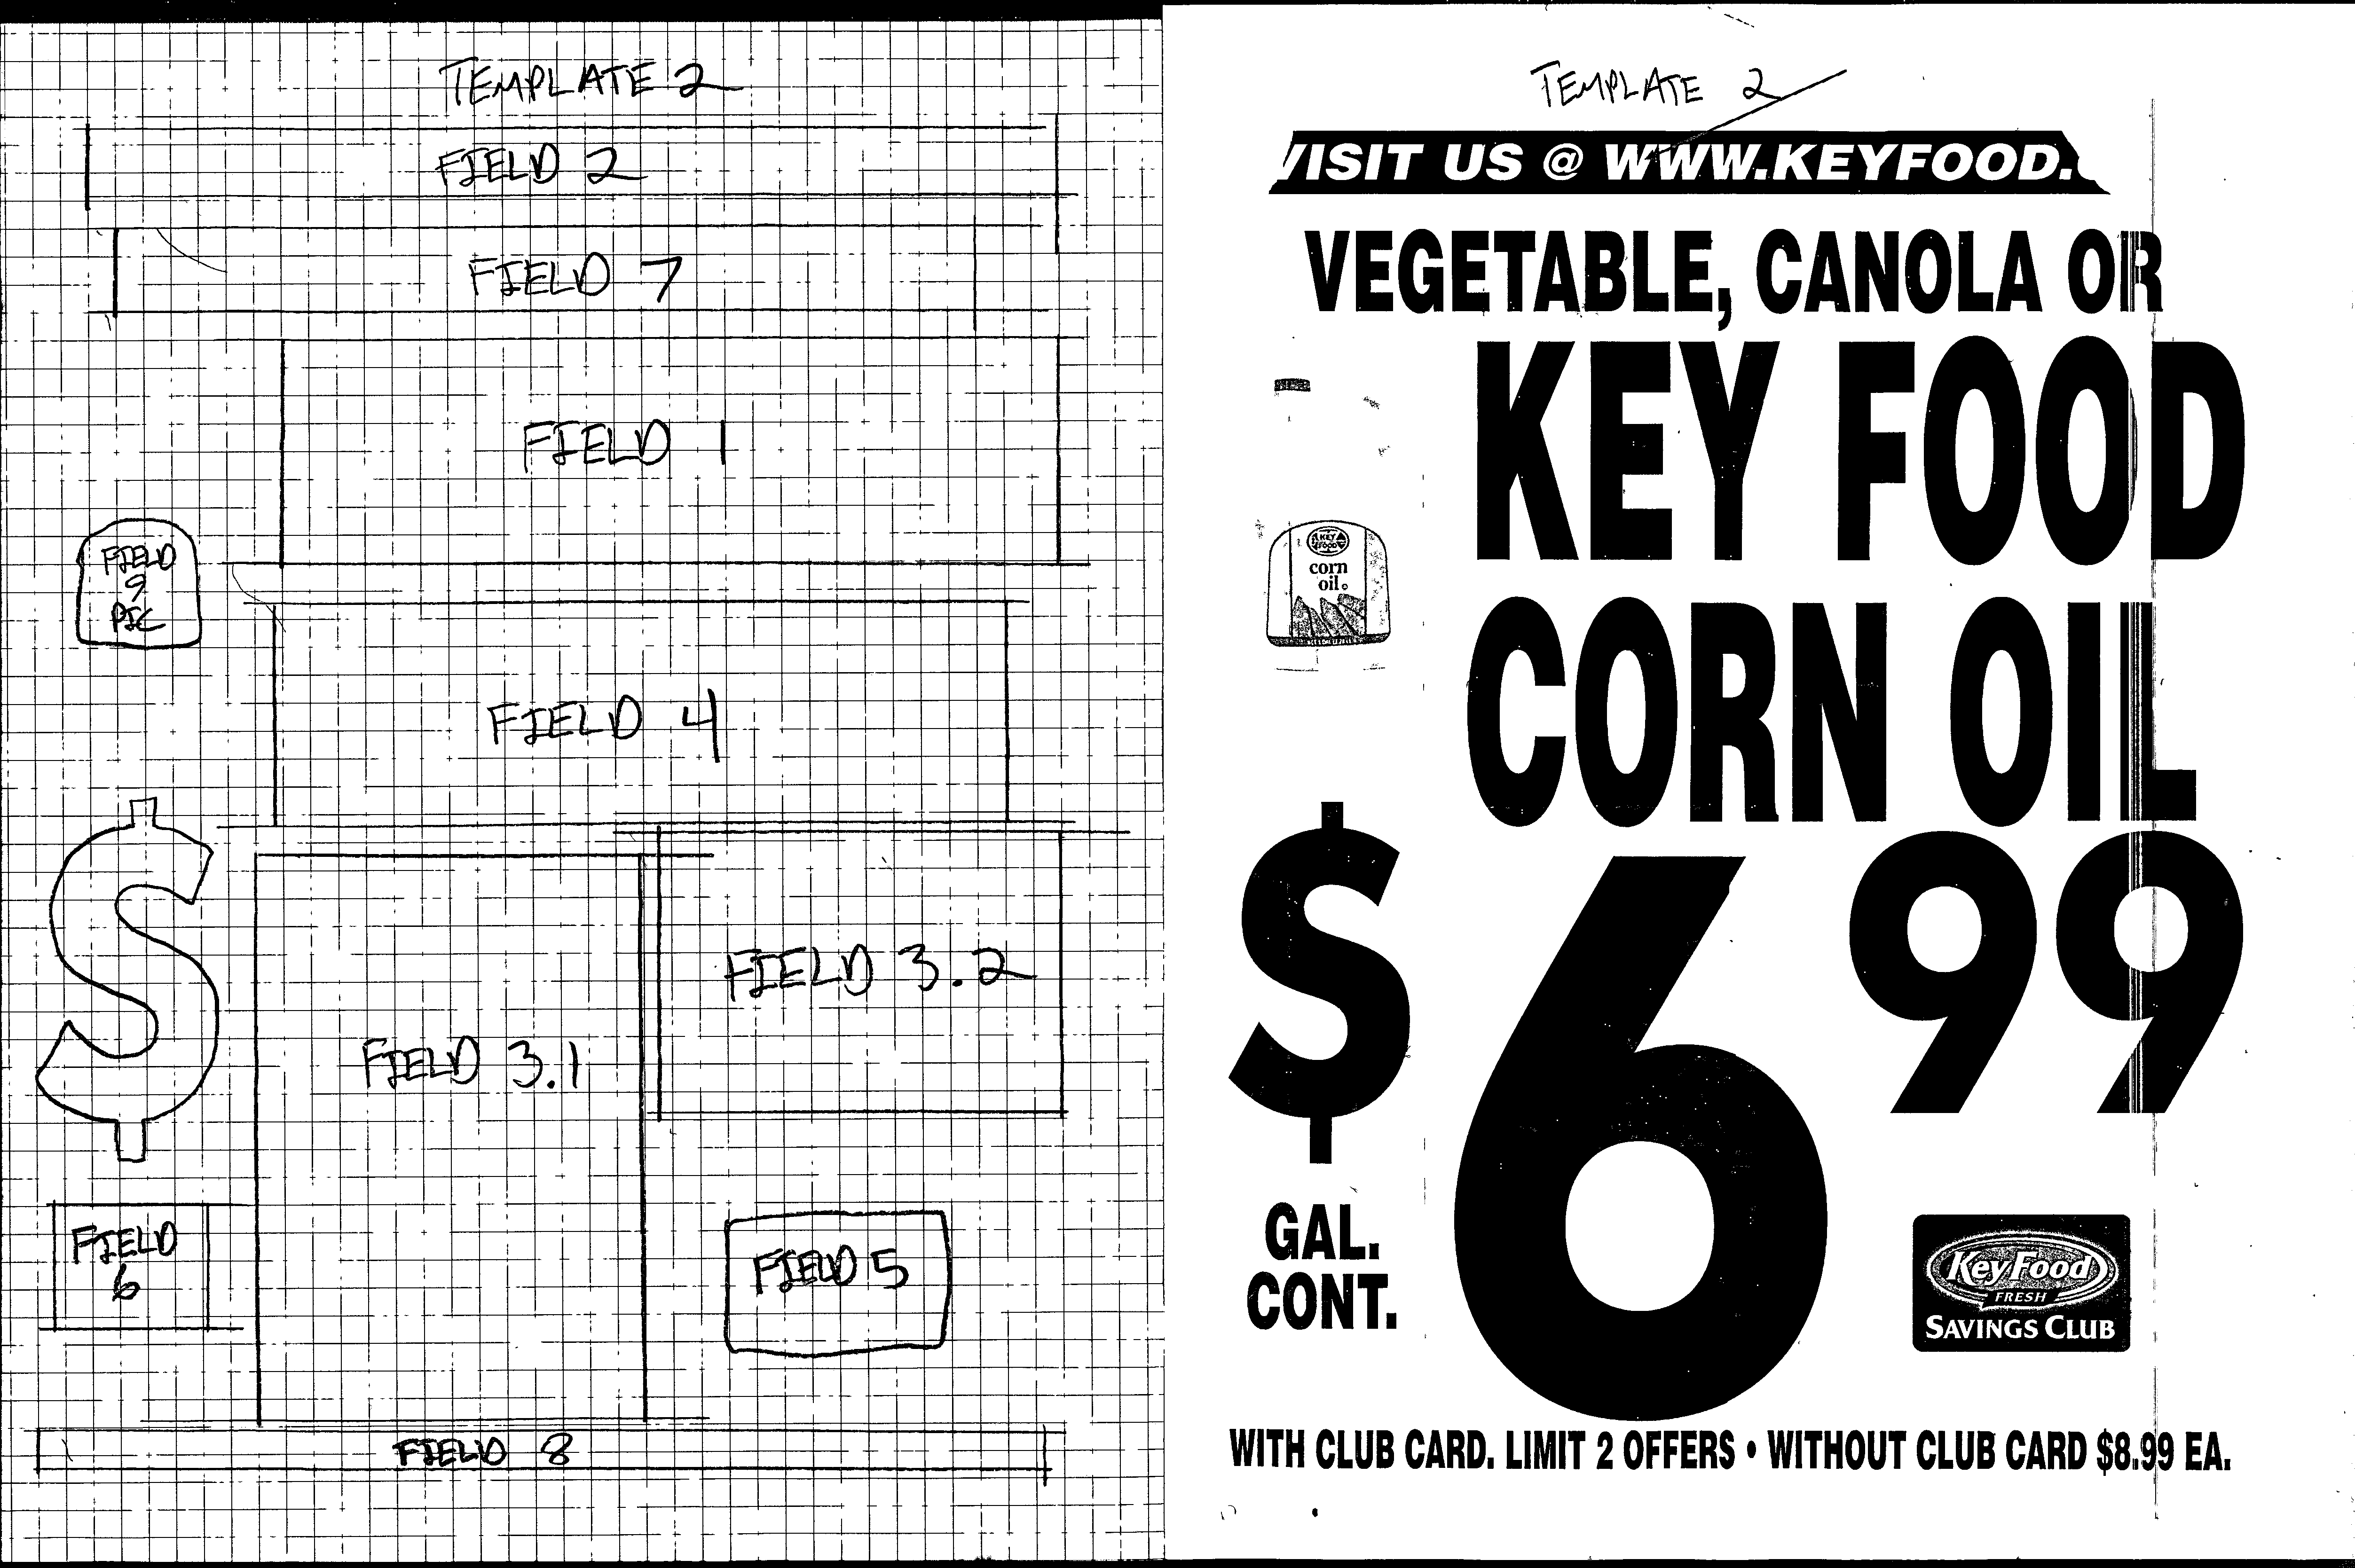 TEMPLATE 2
FIELD 2
FIELD 7
FIELD 1
FIELD
9
PIC
FIELD 4
$
FIELD 3.1
FIELD 3.2
FIELD
6
FIELD 5
FIELD 8
TEMPLATE 2
VISIT US @ WWW.KEYFOOD.
VEGETABLE, CANOLA OR
KEY FOOD
CORN OIL
KEY
FOOD
corn
oil
$6 99
GAL.
CONT.
KeyFood
FRESH
SAVINGS CLUB
WITH CLUB CARD. LIMIT 2 OFFERS • WITHOUT CLUB CARD $8.99 EA.